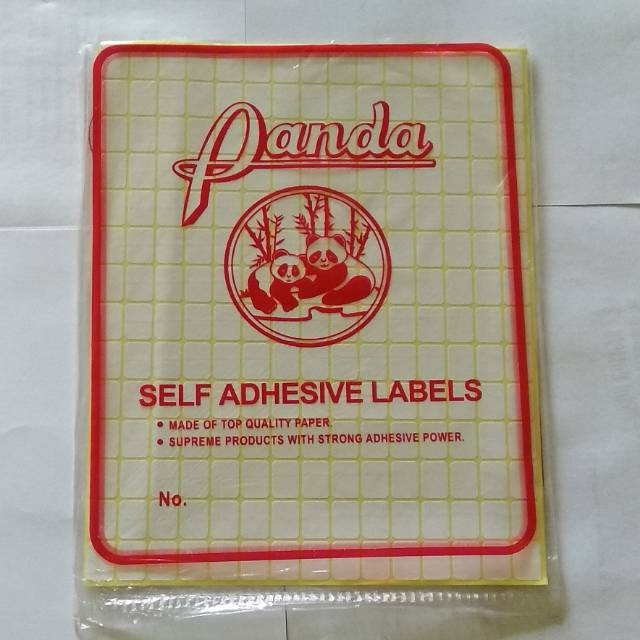 Panda
SELF ADHESIVE LABELS
• MADE OF TOP QUALITY PAPER.
• SUPREME PRODUCTS WITH STRONG ADHESIVE POWER.
No.